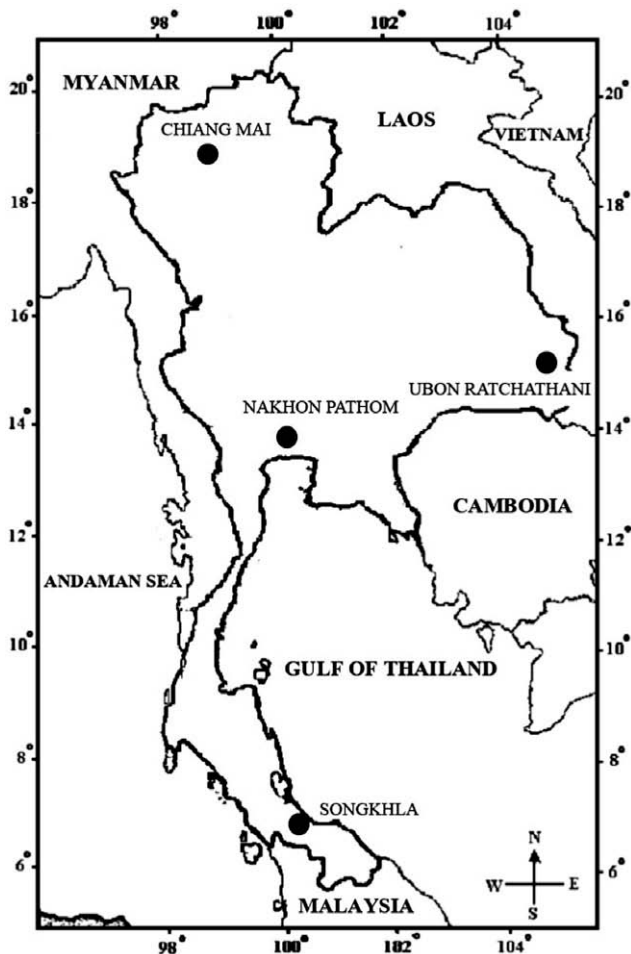 98° 100° 102° 104°
20° MYANMAR 20°
LAOS
CHIANG MAI
VIETNAM
18° 18°
16° 16°
UBON RATCHATHANI
NAKHON PATHOM
14° 14°
CAMBODIA
12° 12°
ANDAMAN SEA
10° 10°
GULF OF THAILAND
8° 8°
SONGKHLA
N
6° W E 6°
S
MALAYSIA
98° 100° 102° 104°